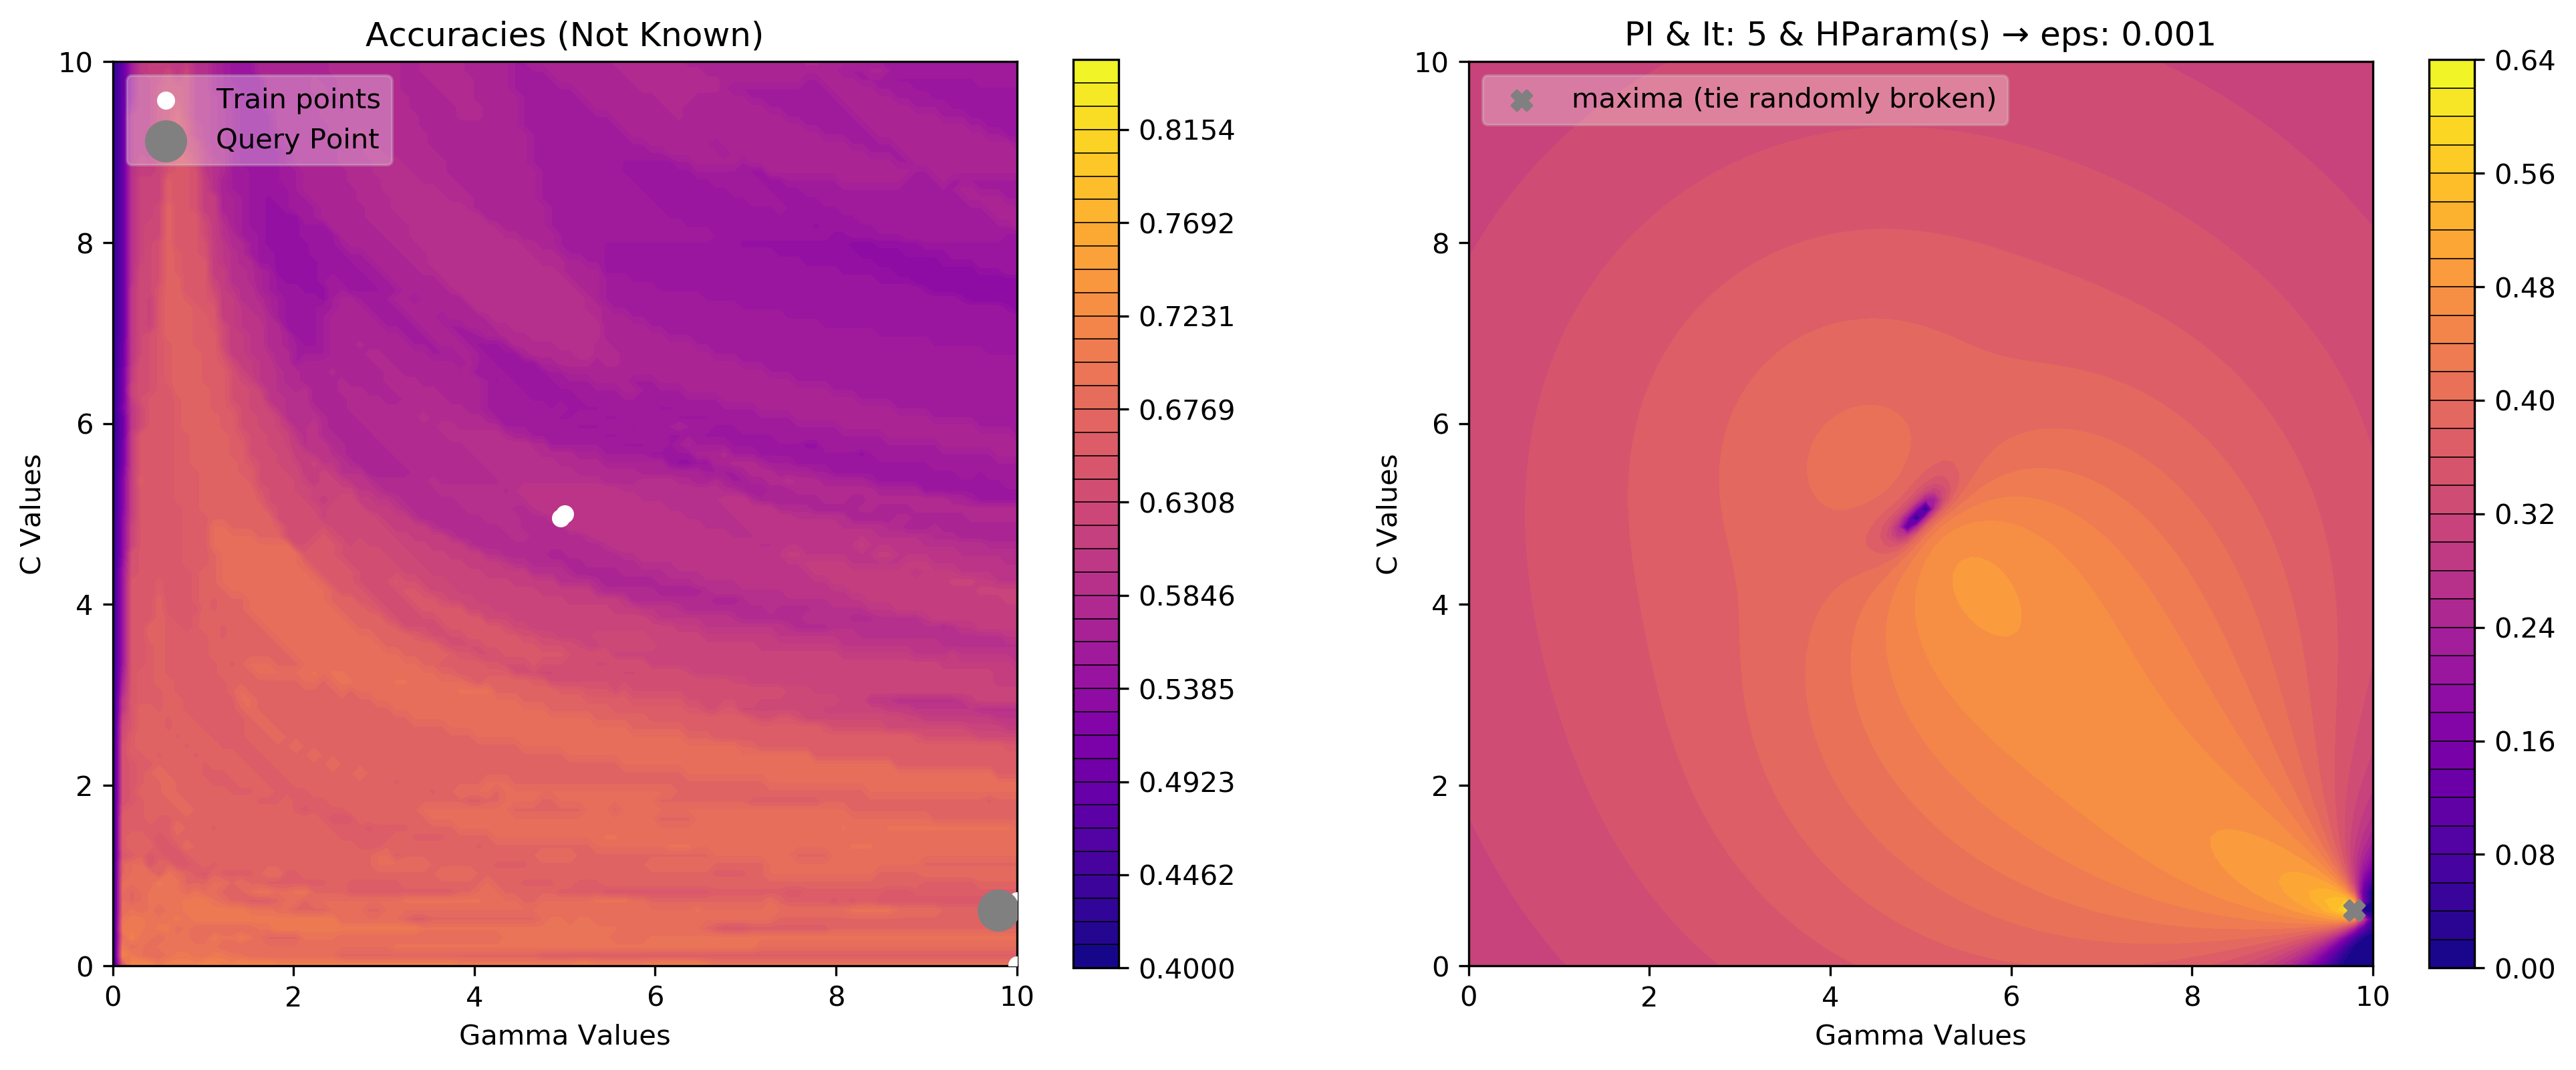 Accuracies (Not Known)
Train points
Query Point
10
8
6
4
2
0
C Values
0 2 4 6 8 10
Gamma Values
0.8154
0.7692
0.7231
0.6769
0.6308
0.5846
0.5385
0.4923
0.4462
0.4000
PI & It: 5 & HParam(s) → eps: 0.001
maxima (tie randomly broken)
10
8
6
4
2
0
C Values
0 2 4 6 8 10
Gamma Values
0.64
0.56
0.48
0.40
0.32
0.24
0.16
0.08
0.00